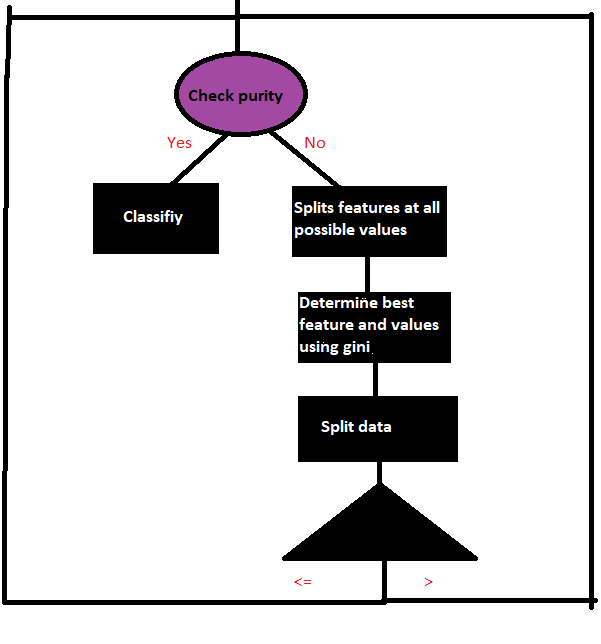 Check purity
Yes
No
Classifiy
Splits features at all
possible values
Determine best
feature and values
using gini
Split data
<=
>